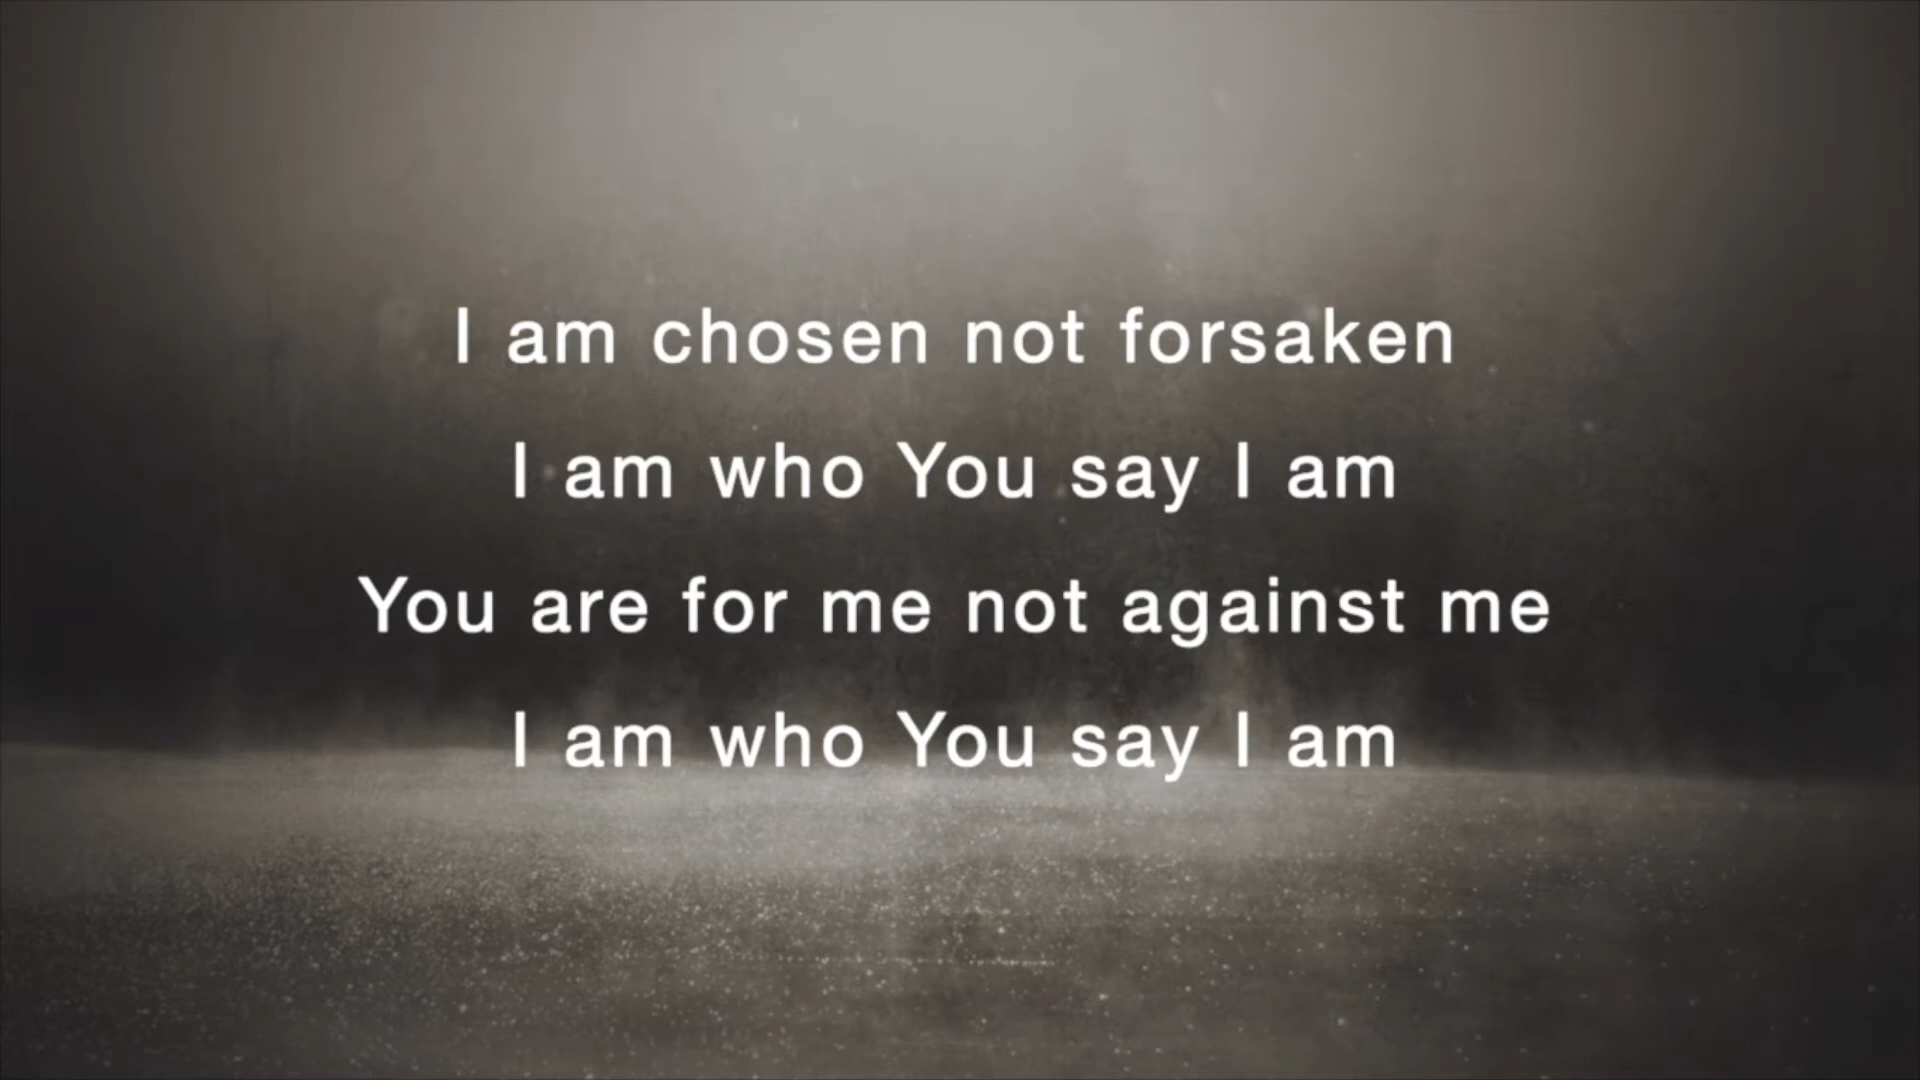 I am chosen not forsaken
I am who You say I am
You are for me not against me
I am who You say I am